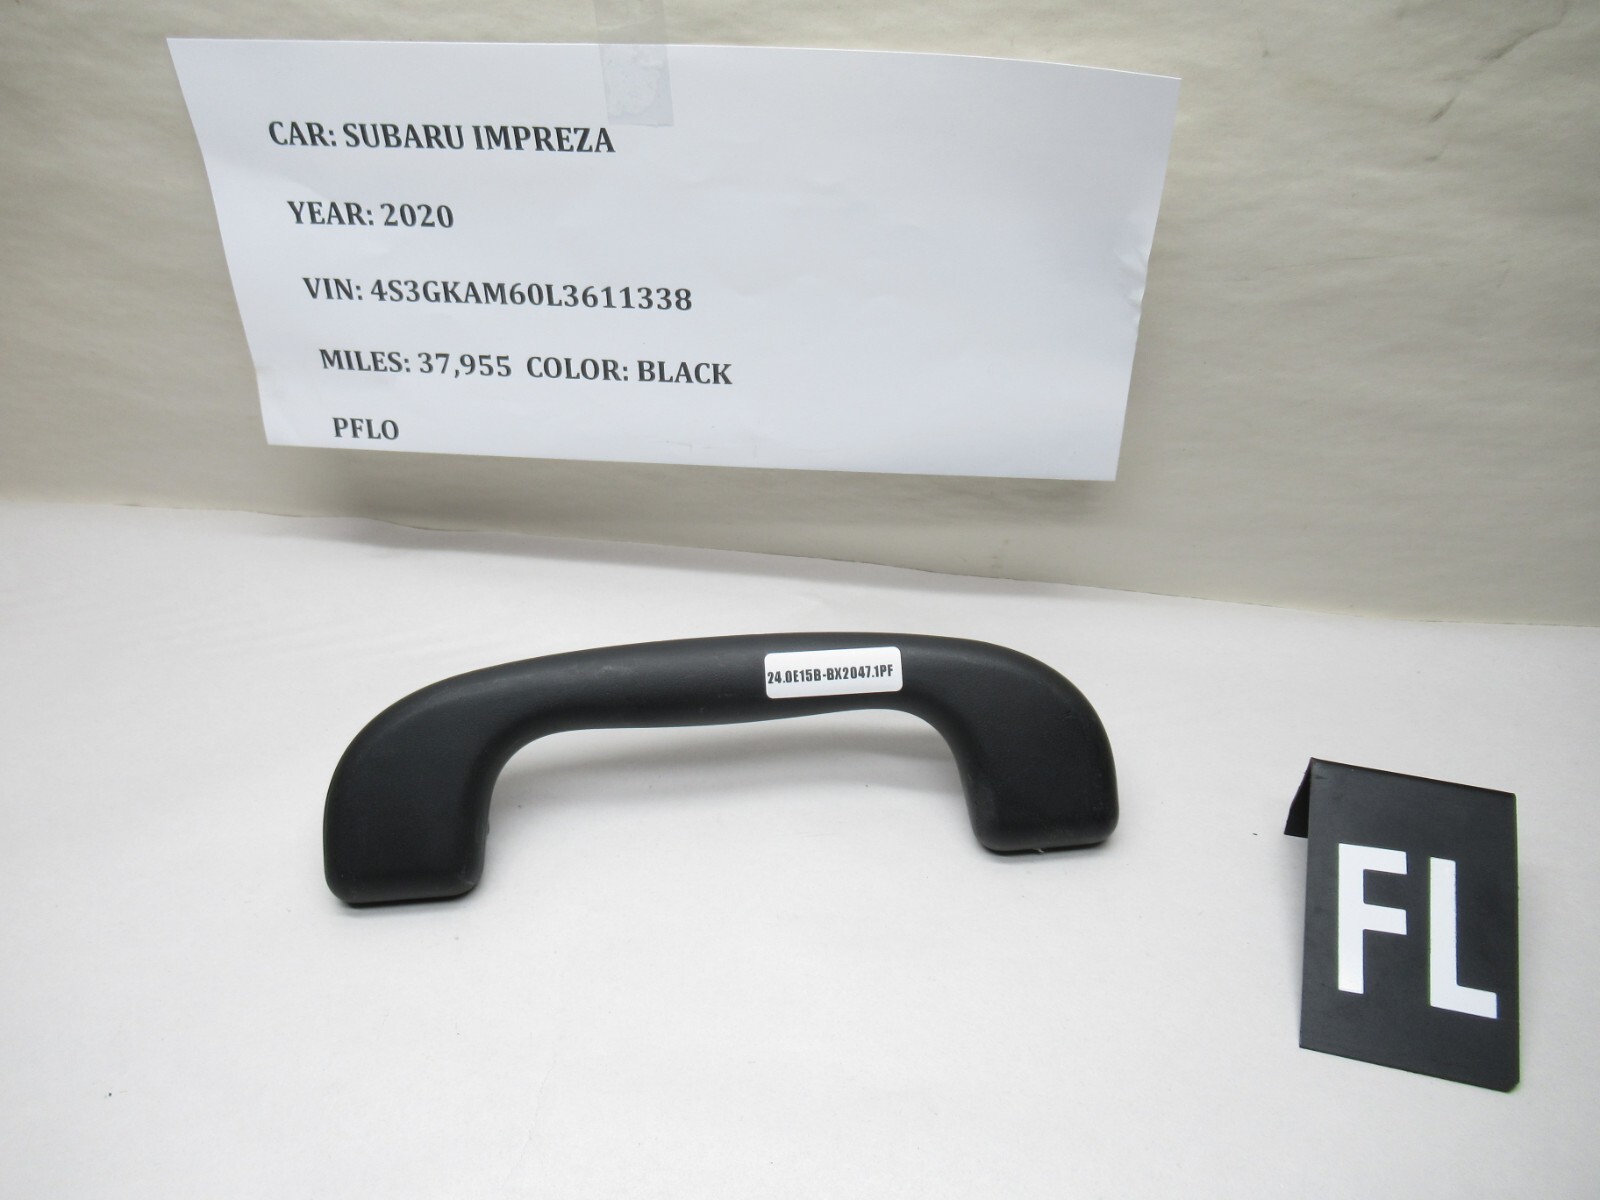 CAR: SUBARU IMPREZA
YEAR: 2020
VIN: 4S3GKAM60L3611338
MILES: 37,955 COLOR: BLACK
PFLO
24.0E15B-BX2047.1PF
FL